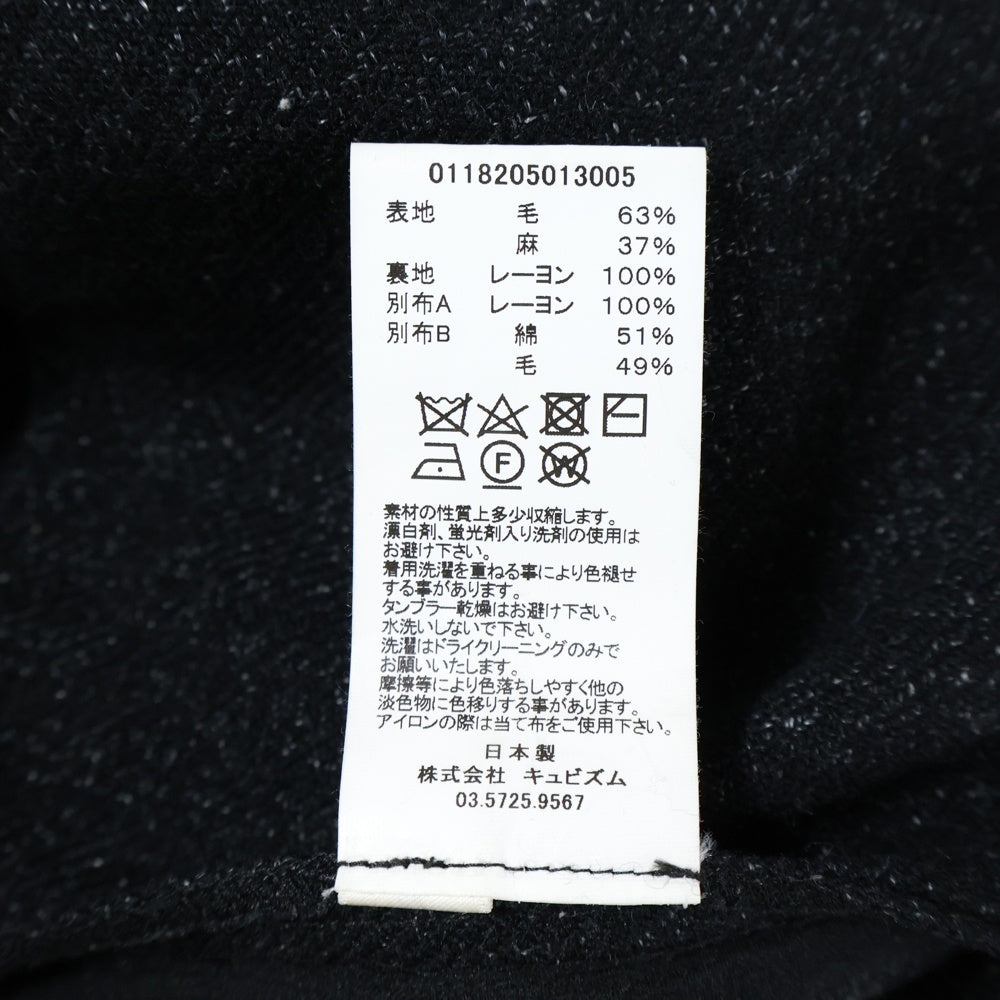 0118205013005
表地 毛 63%
麻 37%
裏地 レーヨン 100%
別布A レーヨン 100%
別布B 綿 51%
毛 49%
F W
素材の性質上多少収縮します。
漂白剤、蛍光剤入り洗剤の使用は
お避け下さい。
着用洗濯を重ねる事により色褪せ
する事があります。
タンブラー乾燥はお避け下さい。
水洗いしないで下さい。
洗濯はドライクリーニングのみで
お願いいたします。
摩擦等により色落ちしやすく他の
淡色物に色移りする事があります。
アイロンの際は当て布をご使用下さい。
日本製
株式会社 キュビズム
03.5725.9567